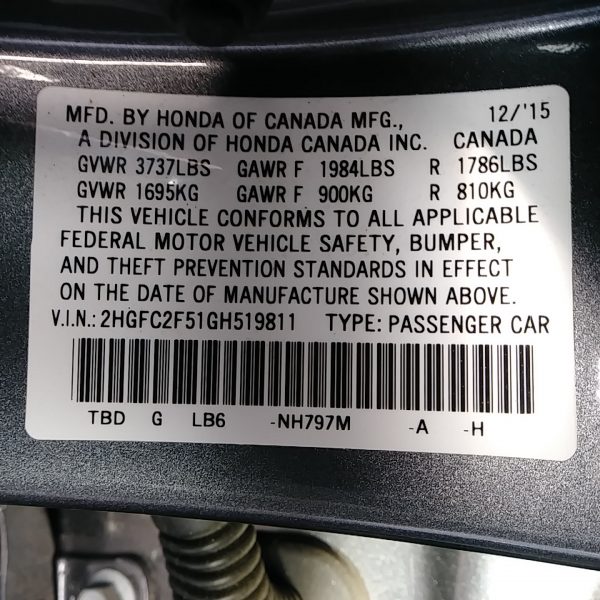 MFD. BY HONDA OF CANADA MFG., 12/'15
A DIVISION OF HONDA CANADA INC. CANADA
GVWR 3737LBS GAWR F 1984LBS R 1786LBS
GVWR 1695KG GAWR F 900KG R 810KG
THIS VEHICLE CONFORMS TO ALL APPLICABLE
FEDERAL MOTOR VEHICLE SAFETY, BUMPER,
AND THEFT PREVENTION STANDARDS IN EFFECT
ON THE DATE OF MANUFACTURE SHOWN ABOVE.
V.I.N.: 2HGFC2F51GH519811 TYPE: PASSENGER CAR
TBD G LB6 -NH797M -A -H